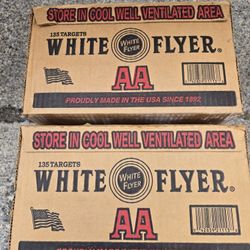 STORE IN COOL WELL VENTILATED AREA
135 TARGETS
WHITE WHITE FLYER FLYER®
AA
PROUDLY MADE IN THE USA SINCE 1892
STORE IN COOL WELL VENTILATED AREA
135 TARGETS
WHITE WHITE FLYER FLYER®
AA